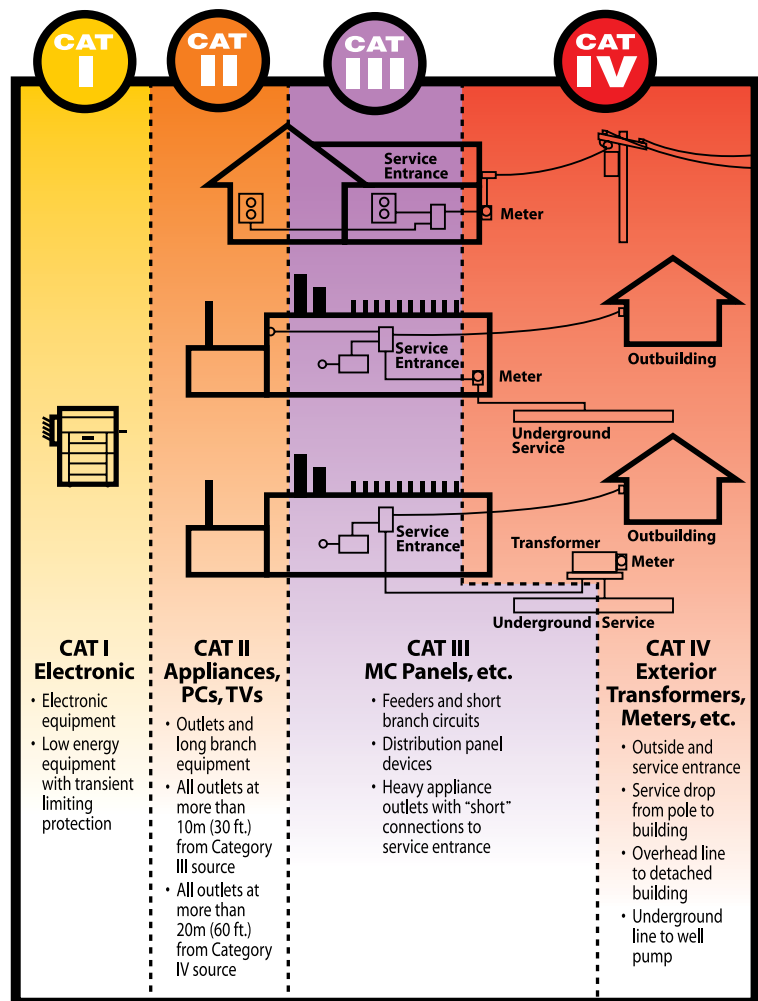 CAT
I
CAT
II
CAT
III
CAT
IV
Service
Entrance
Meter
Service
Entrance
Meter
Outbuilding
Underground
Service
Service
Entrance
Transformer
Outbuilding
Meter
Underground Service
CAT I
Electronic
• Electronic
equipment
• Low energy
equipment
with transient
limiting
protection
CAT II
Appliances,
PCs, TVs
• Outlets and
long branch
equipment
• All outlets at
more than
10m (30 ft.)
from Category
III source
• All outlets at
more than
20m (60 ft.)
from Category
IV source
CAT III
MC Panels, etc.
• Feeders and short
branch circuits
• Distribution panel
devices
• Heavy appliance
outlets with “short”
connections to
service entrance
CAT IV
Exterior
Transformers,
Meters, etc.
• Outside and
service entrance
• Service drop
from pole to
building
• Overhead line
to detached
building
• Underground
line to well
pump